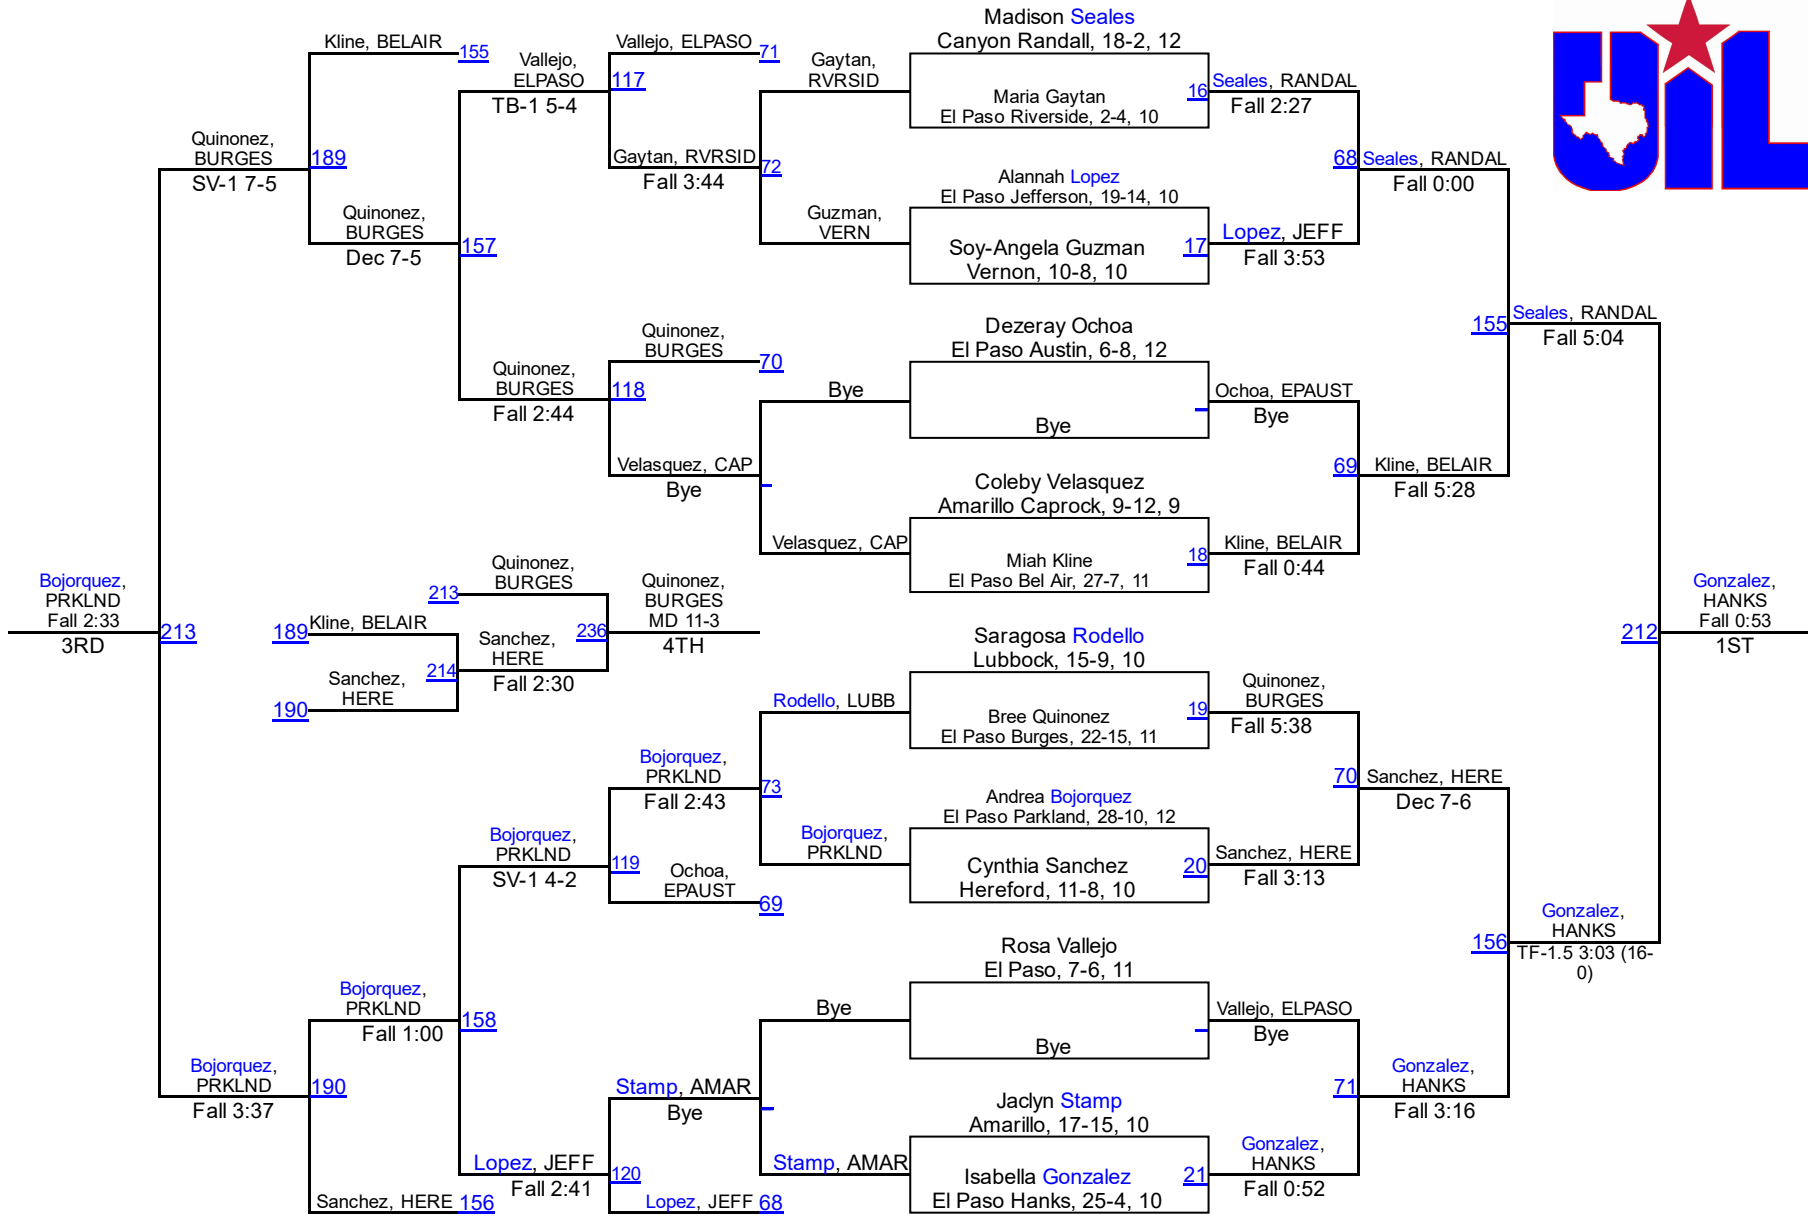 Kline, BELAIR
155
Vallejo,
ELPASO
TB-1 5-4
Vallejo, ELPASO
71
117
Gaytan,
RVRSID
Madison Seales
Canyon Randall, 18-2, 12
Maria Gaytan
El Paso Riverside, 2-4, 10
16
Seales, RANDAL
Fall 2:27
UIL
Quinonez,
BURGES
SV-1 7-5
189
Gaytan, RVRSID
Fall 3:44
72
68
Seales, RANDAL
Fall 0:00
Alannah Lopez
El Paso Jefferson, 19-14, 10
Quinonez,
BURGES
Dec 7-5
157
Guzman,
VERN
Soy-Angela Guzman
Vernon, 10-8, 10
17
Lopez, JEFF
Fall 3:53
155
Seales, RANDAL
Fall 5:04
Quinonez,
BURGES
70
Dezeray Ochoa
El Paso Austin, 6-8, 12
Quinonez,
BURGES
Fall 2:44
118
Bye
Bye
Ochoa, EPAUST
Bye
Velasquez, CAP
Bye
69
Kline, BELAIR
Fall 5:28
Coleby Velasquez
Amarillo Caprock, 9-12, 9
Velasquez, CAP
Miah Kline
El Paso Bel Air, 27-7, 11
18
Kline, BELAIR
Fall 0:44
Bojorquez,
PRKLND
Fall 2:33
3RD
213
Quinonez,
BURGES
213
189
Kline, BELAIR
Sanchez,
HERE
Fall 2:30
236
Quinonez,
BURGES
MD 11-3
4TH
Sanchez,
HERE
214
190
212
Gonzalez,
HANKS
Fall 0:53
1ST
Saragosa Rodello
Lubbock, 15-9, 10
Rodello, LUBB
Bree Quinonez
El Paso Burges, 22-15, 11
19
Quinonez,
BURGES
Fall 5:38
Bojorquez,
PRKLND
Fall 2:43
73
70
Sanchez, HERE
Dec 7-6
Andrea Bojorquez
El Paso Parkland, 28-10, 12
Bojorquez,
PRKLND
SV-1 4-2
119
Bojorquez,
PRKLND
Cynthia Sanchez
Hereford, 11-8, 10
20
Sanchez, HERE
Fall 3:13
Ochoa,
EPAUST
69
156
Gonzalez,
HANKS
TF-1.5 3:03 (16-
0)
Rosa Vallejo
El Paso, 7-6, 11
Bojorquez,
PRKLND
Fall 1:00
158
Bye
Bye
Vallejo, ELPASO
Bye
Bojorquez,
PRKLND
Fall 3:37
190
Stamp, AMAR
Bye
71
Gonzalez,
HANKS
Fall 3:16
Jaclyn Stamp
Amarillo, 17-15, 10
Lopez, JEFF
Fall 2:41
120
Stamp, AMAR
Isabella Gonzalez
El Paso Hanks, 25-4, 10
21
Gonzalez,
HANKS
Fall 0:52
Sanchez, HERE
156
Lopez, JEFF
68